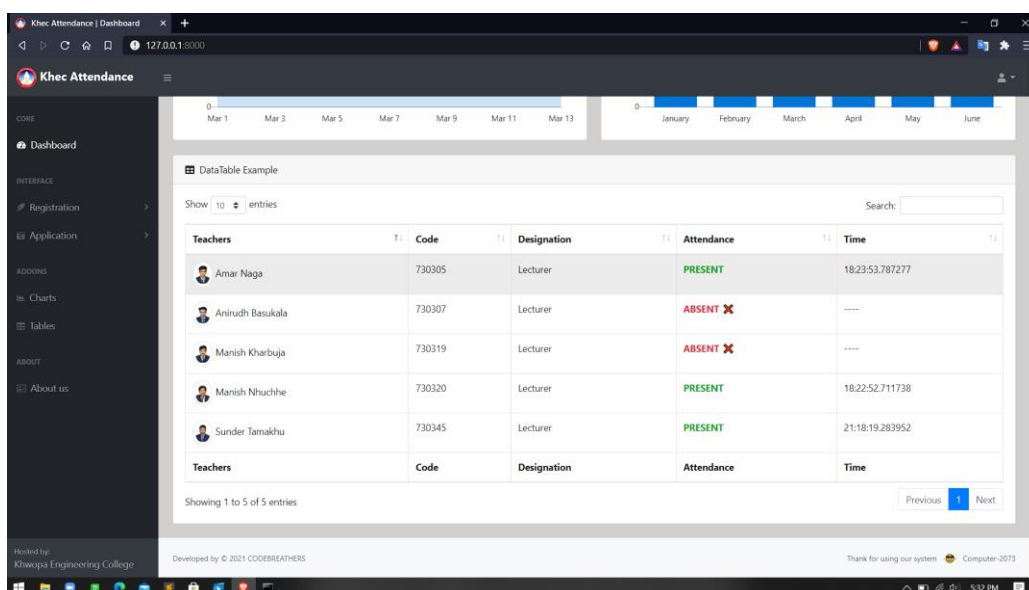 Khec Attendance | Dashboard
127.0.0.1:8000
Khec Attendance
CORE
Dashboard
INTERFACE
Registration
Application
ADDONS
Charts
Tables
ABOUT
About us
Hosted by:
Khwopa Engineering College
0
Mar 1 Mar 3 Mar 5 Mar 7 Mar 9 Mar 11 Mar 13
0
January February March April May June
DataTable Example
Show 10 entries
Search:
Teachers Code Designation Attendance Time
Amar Naga 730305 Lecturer PRESENT 18:23:53.787277
Anirudh Basukala 730307 Lecturer ABSENT ----
Manish Kharbuja 730319 Lecturer ABSENT ----
Manish Nhuchhe 730320 Lecturer PRESENT 18:22:52.711738
Sunder Tamakhu 730345 Lecturer PRESENT 21:18:19.283952
Teachers Code Designation Attendance Time
Showing 1 to 5 of 5 entries
Previous 1 Next
Developed by © 2021 CODEBREATHERS
Thank for using our system Computer-2073
5:32 PM